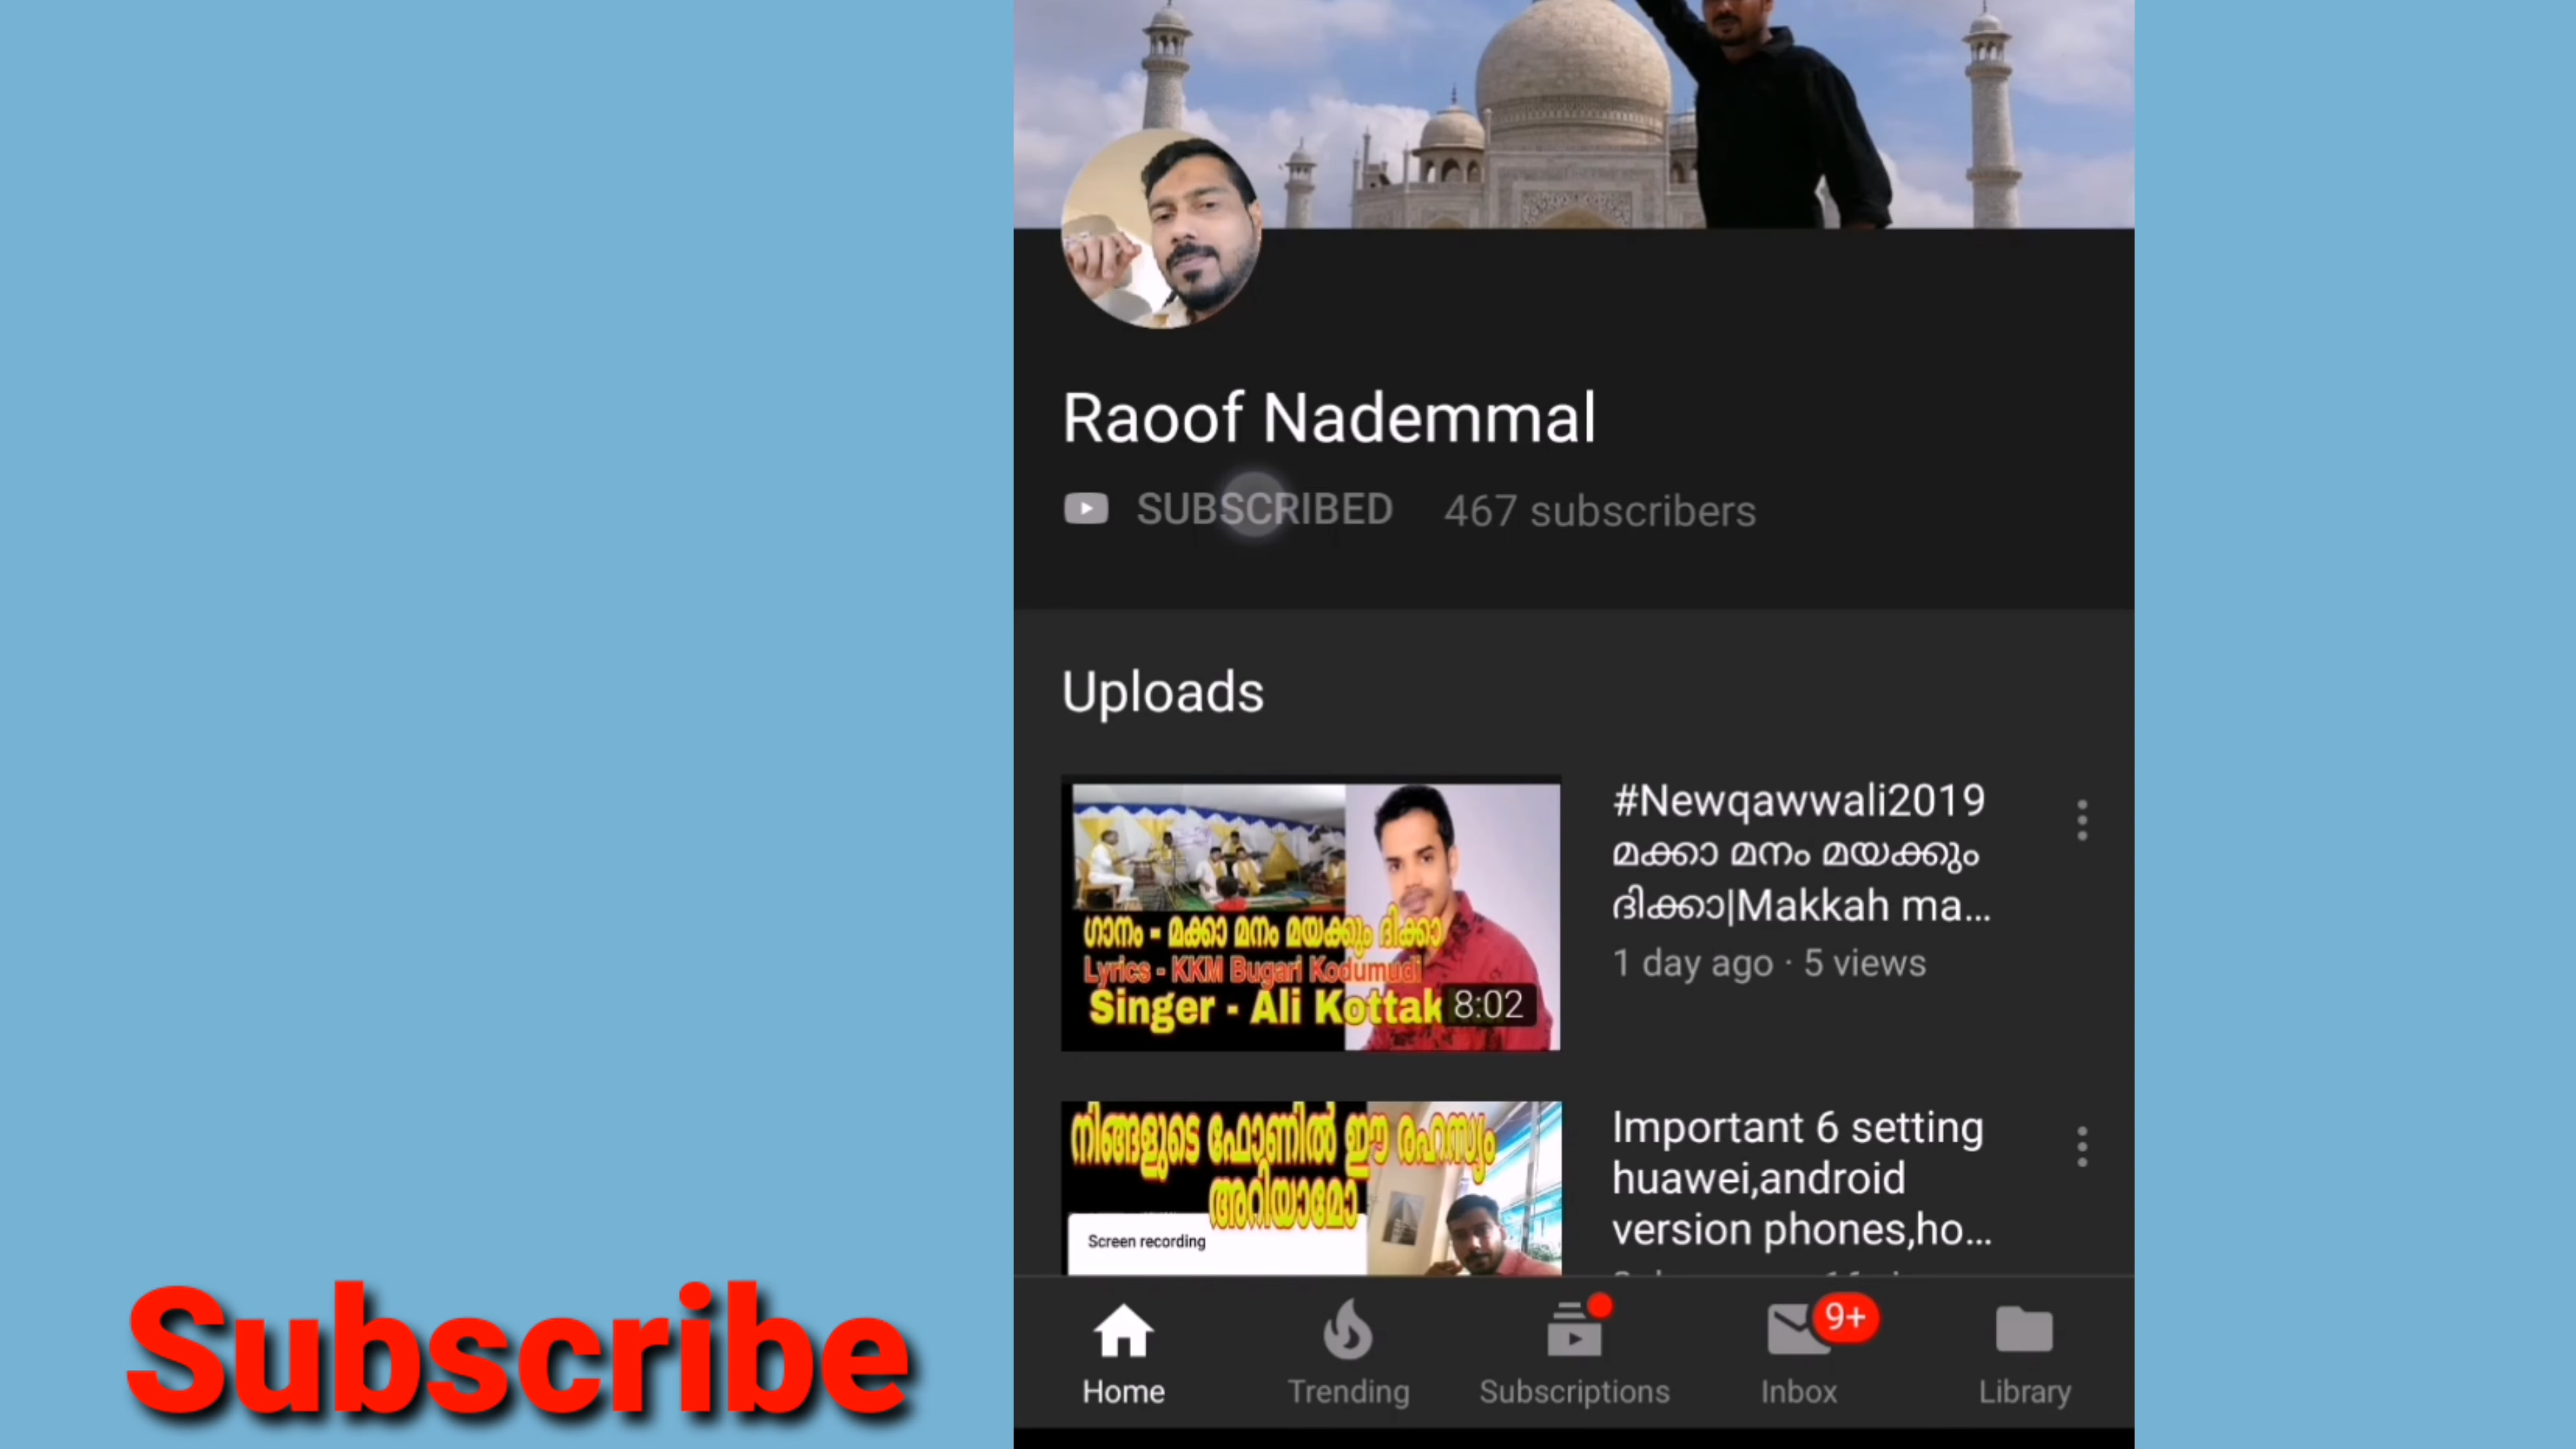 Raoof Nademmal
SUBSCRIBED 467 subscribers
Uploads
ഗാനം - മക്കാ മനം മയക്കും ദിക്കാ
Lyrics - KKM Bugari Kodumudi
Singer - Ali Kottak
8:02
#Newqawwali2019
മക്കാ മനം മയക്കും
ദിക്കാ|Makkah ma...
1 day ago · 5 views
നിങ്ങളുടെ ഫോണിൽ ഈ രഹസ്യം
അറിയാമോ
Screen recording
Important 6 setting
huawei,android
version phones,ho...
Subscribe
9+
Home Trending Subscriptions Inbox Library